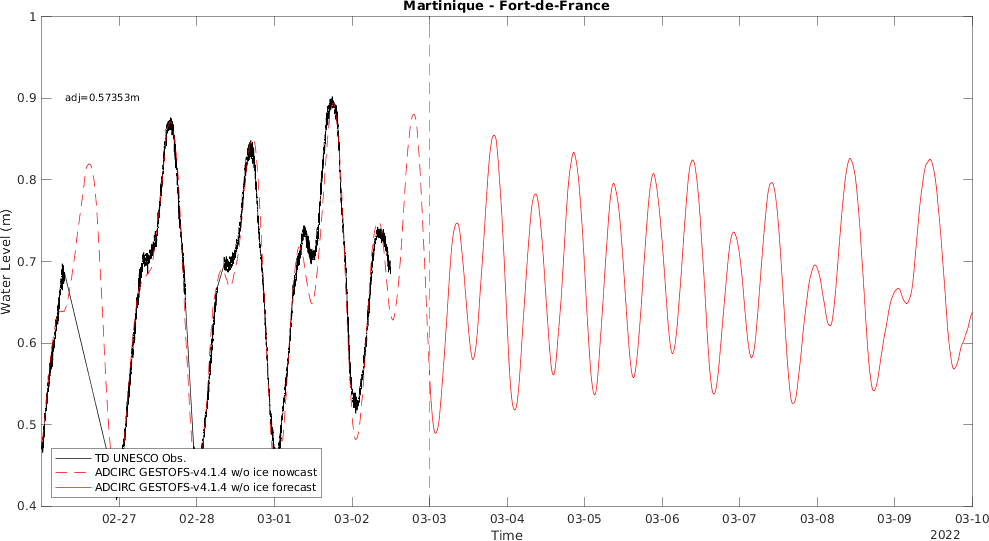 Martinique - Fort-de-France
1
0.9
adj=0.57353m
0.8
0.7
Water Level (m)
0.6
0.5
TD UNESCO Obs.
ADCIRC GESTOFS-v4.1.4 w/o ice nowcast
ADCIRC GESTOFS-v4.1.4 w/o ice forecast
0.4
02-27 02-28 03-01 03-02 03-03 03-04 03-05 03-06 03-07 03-08 03-09 03-10
Time
2022